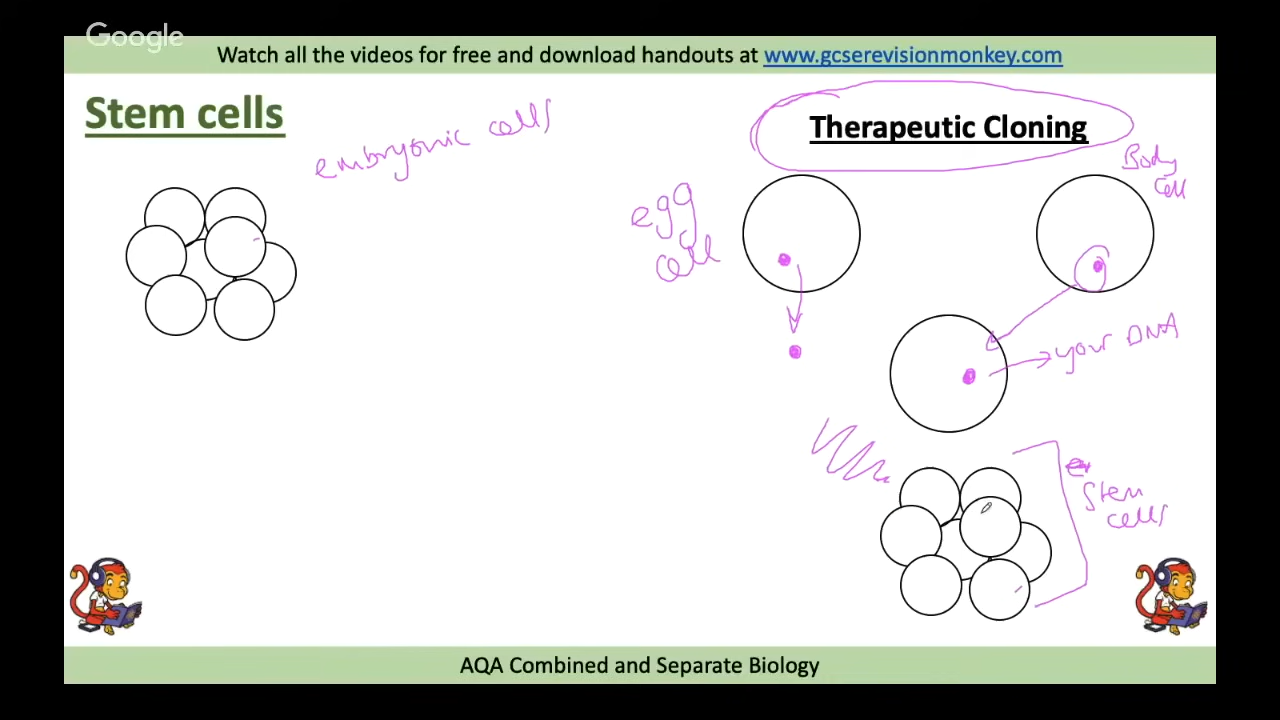 Google
Watch all the videos for free and download handouts at www.gcserevisionmonkey.com
Stem cells
embryonic cells
Therapeutic Cloning
egg
cell
Body
cell
your DNA
Stem
cells
AQA Combined and Separate Biology